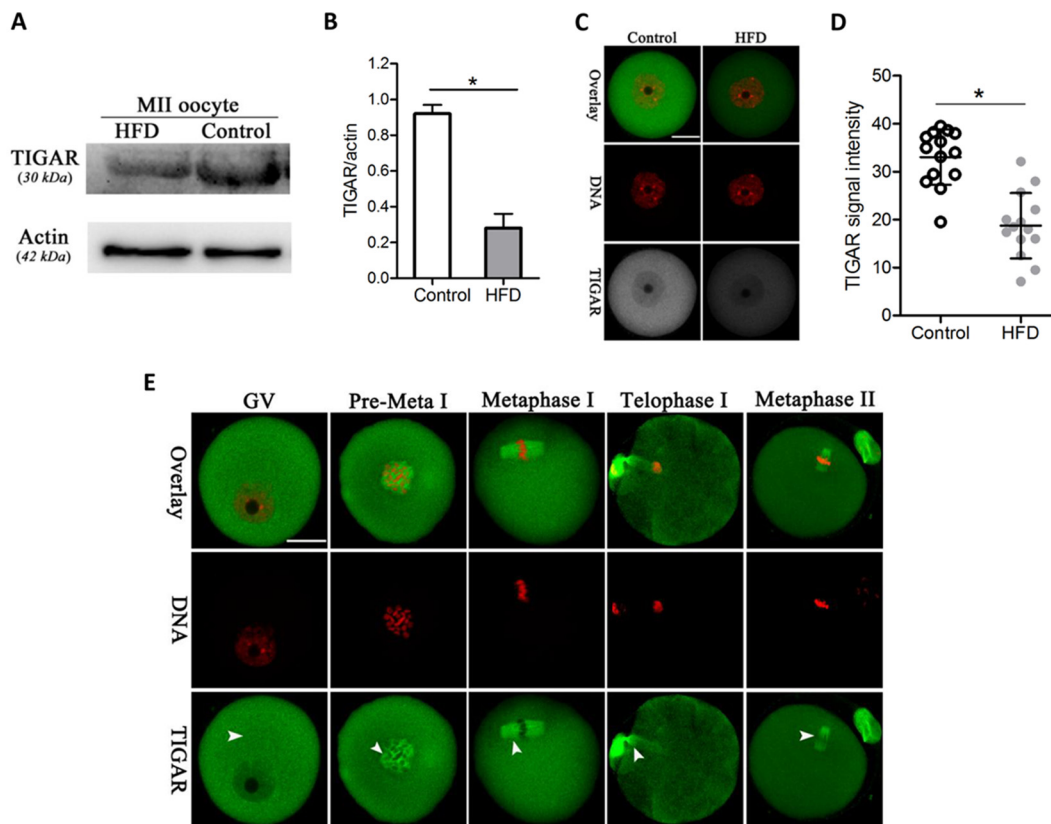 A
MII oocyte
HFD Control
TIGAR
(30 kDa)
Actin
(42 kDa)
B
TIGAR/actin
1.2
1.0
0.8
0.6
0.4
0.2
0.0
*
Control HFD
C
Control HFD
Overlay
DNA
TIGAR
D
TIGAR signal intensity
50
40
30
20
10
0
*
Control HFD
E
GV Pre-Meta I Metaphase I Telophase I Metaphase II
Overlay
DNA
TIGAR